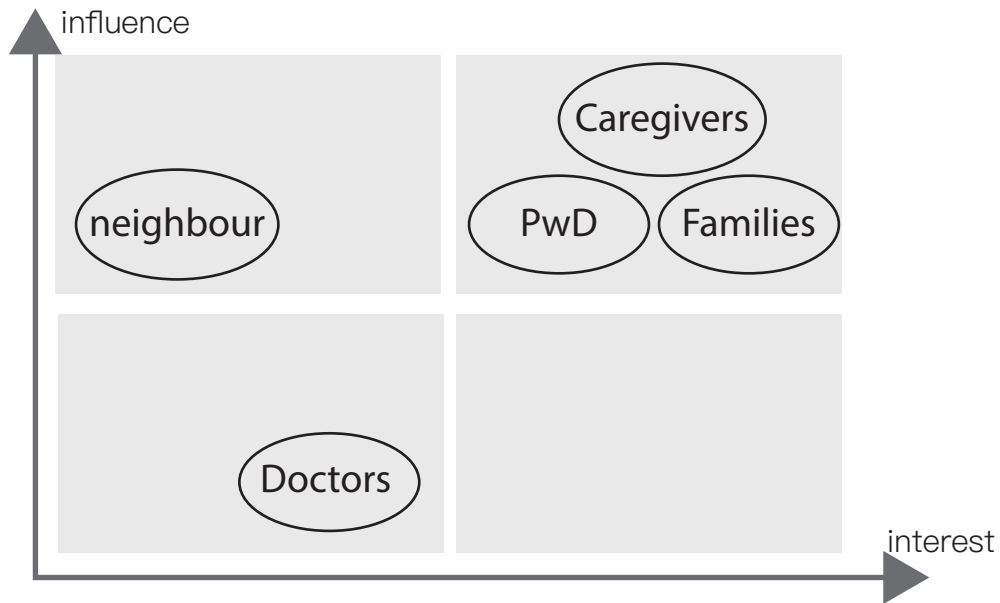 influence
Caregivers
neighbour
PwD
Families
Doctors
interest